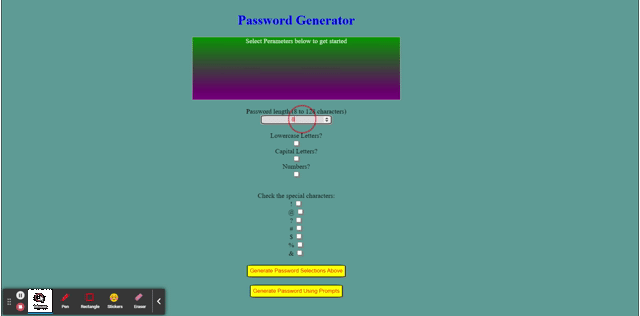 Password Generator
Select Perameters below to get started
Password length (8 to 128 characters)
8
Lowercase Letters?
Capital Letters?
Numbers?
Check the special characters:
!
@
?
#
$
%
&
Generate Password Selections Above
Generate Password Using Prompts
Pen
Rectangle
Stickers
Eraser